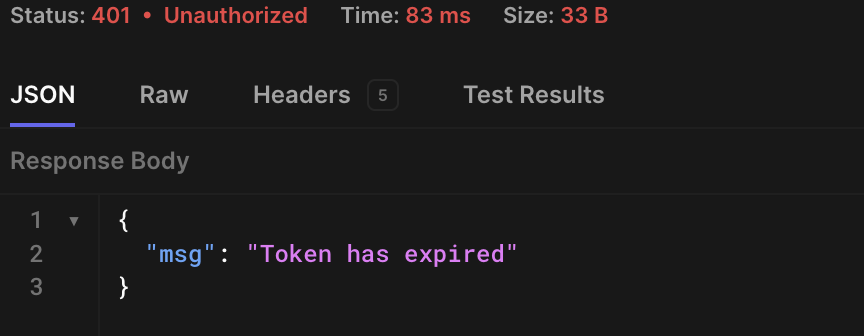 Status: 401 • Unauthorized Time: 83 ms Size: 33 B
JSON Raw Headers 5 Test Results
Response Body
1 ▼ {
2 "msg": "Token has expired"
3 }